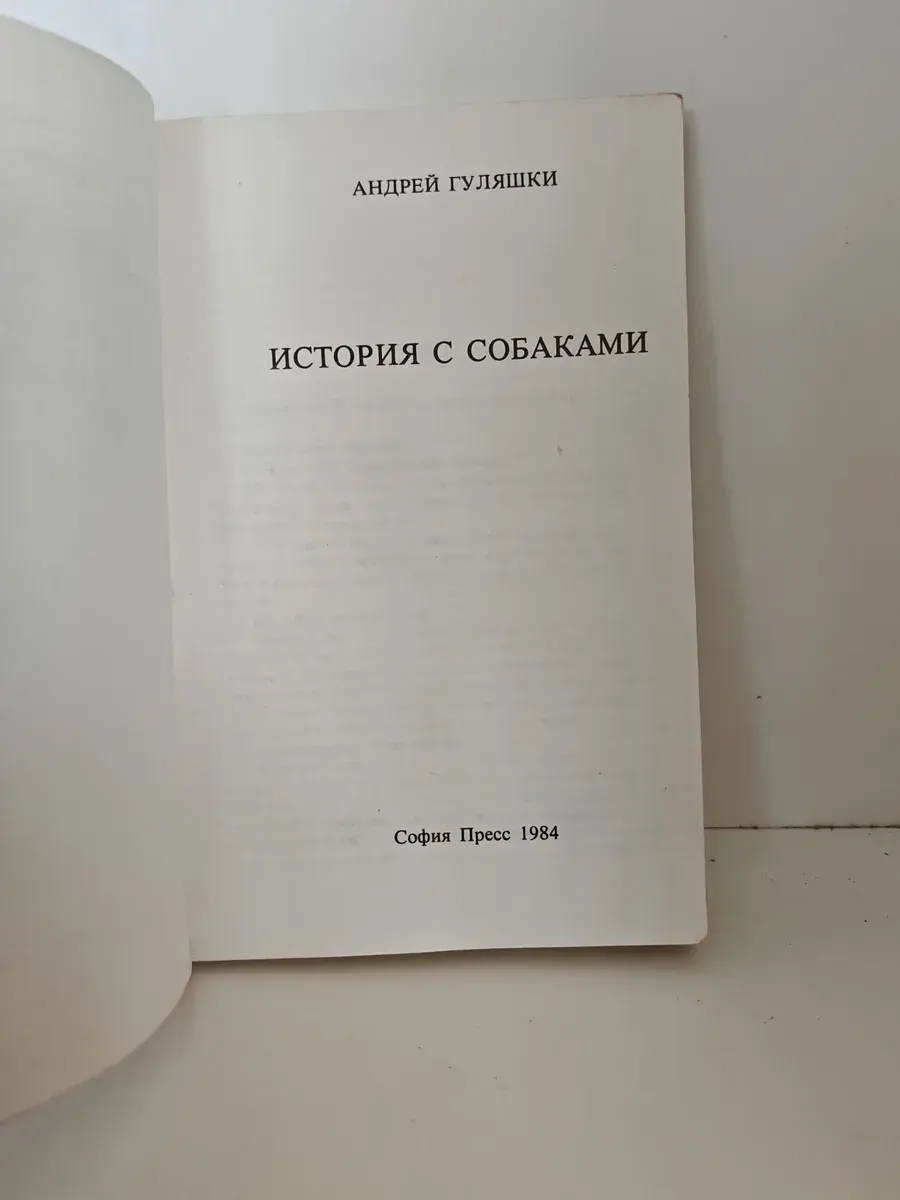 АНДРЕЙ ГУЛЯШКИ
ИСТОРИЯ С СОБАКАМИ
София Пресс 1984